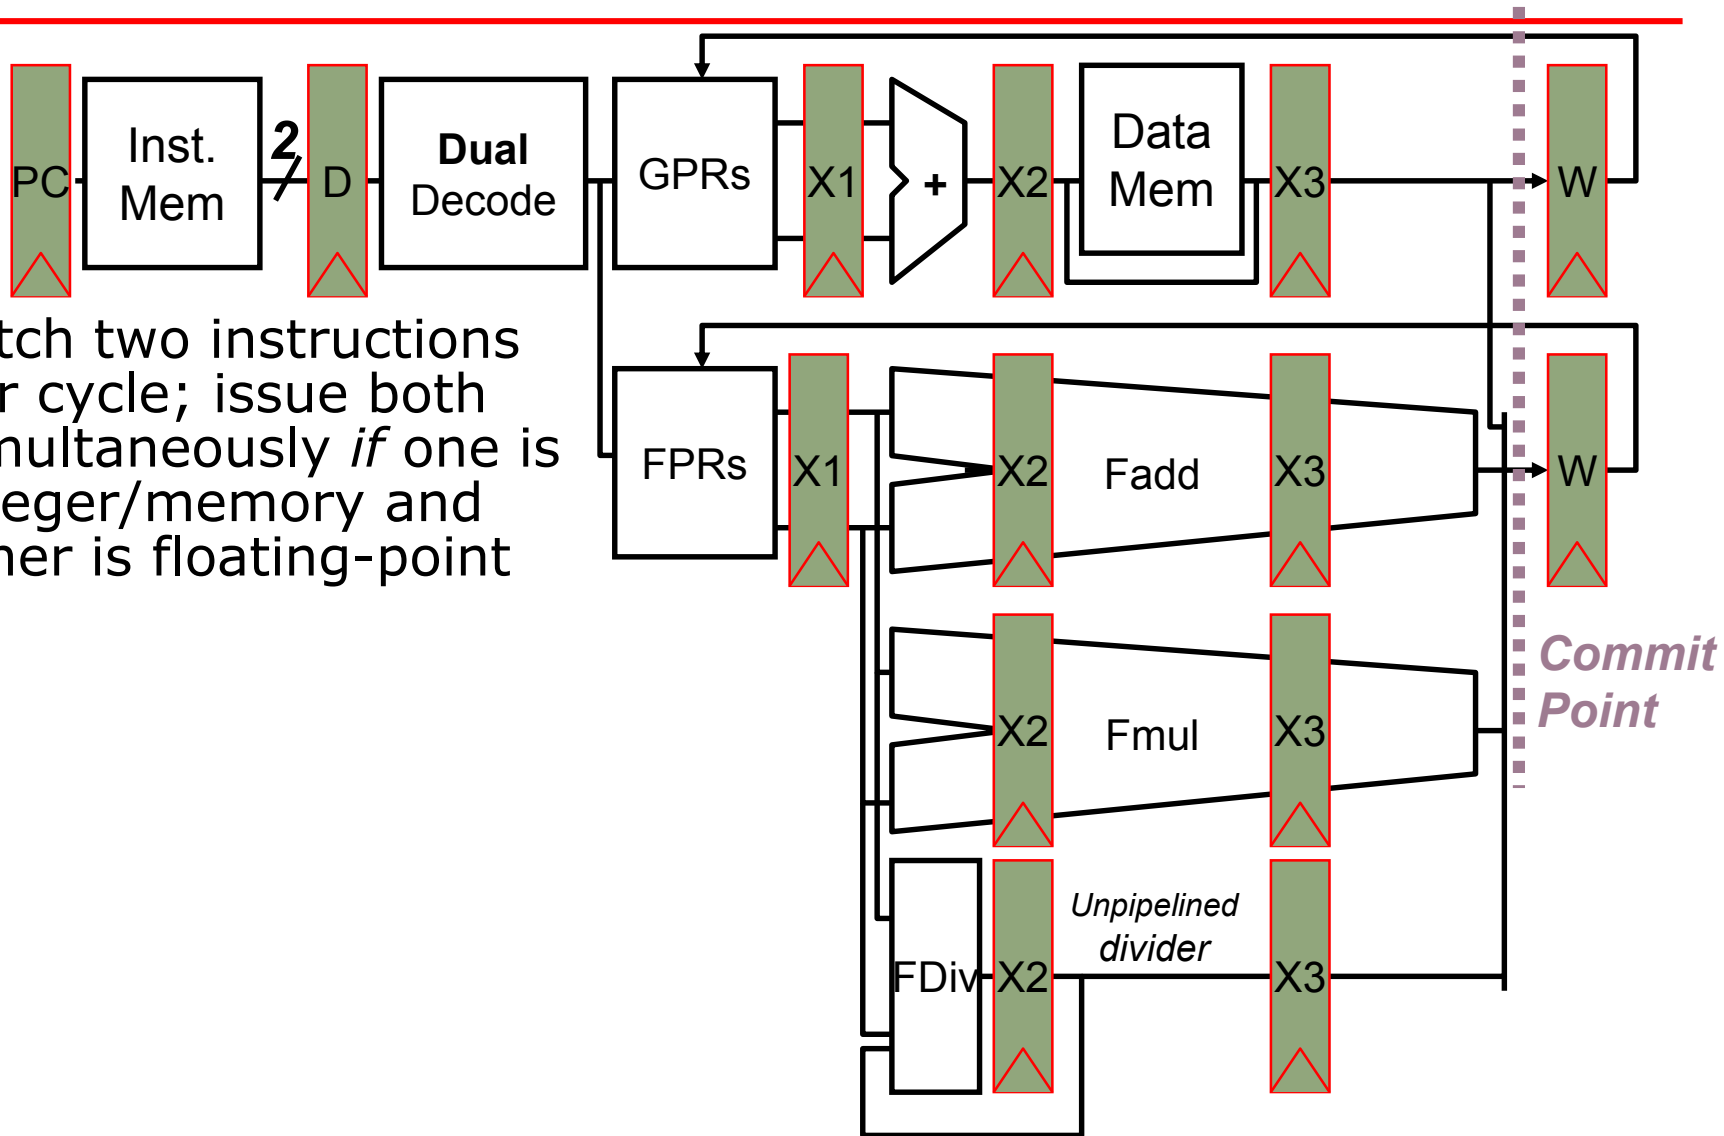 PC
Inst.
Mem
2
D
Dual
Decode
GPRs
X1
+
X2
Data
Mem
X3
W
tch two instructions
r cycle; issue both
multaneously if one is
eger/memory and
her is floating-point
FPRs
X1
X2
Fadd
X3
W
X2
Fmul
X3
Commit
Point
FDiv
X2
Unpipelined
divider
X3